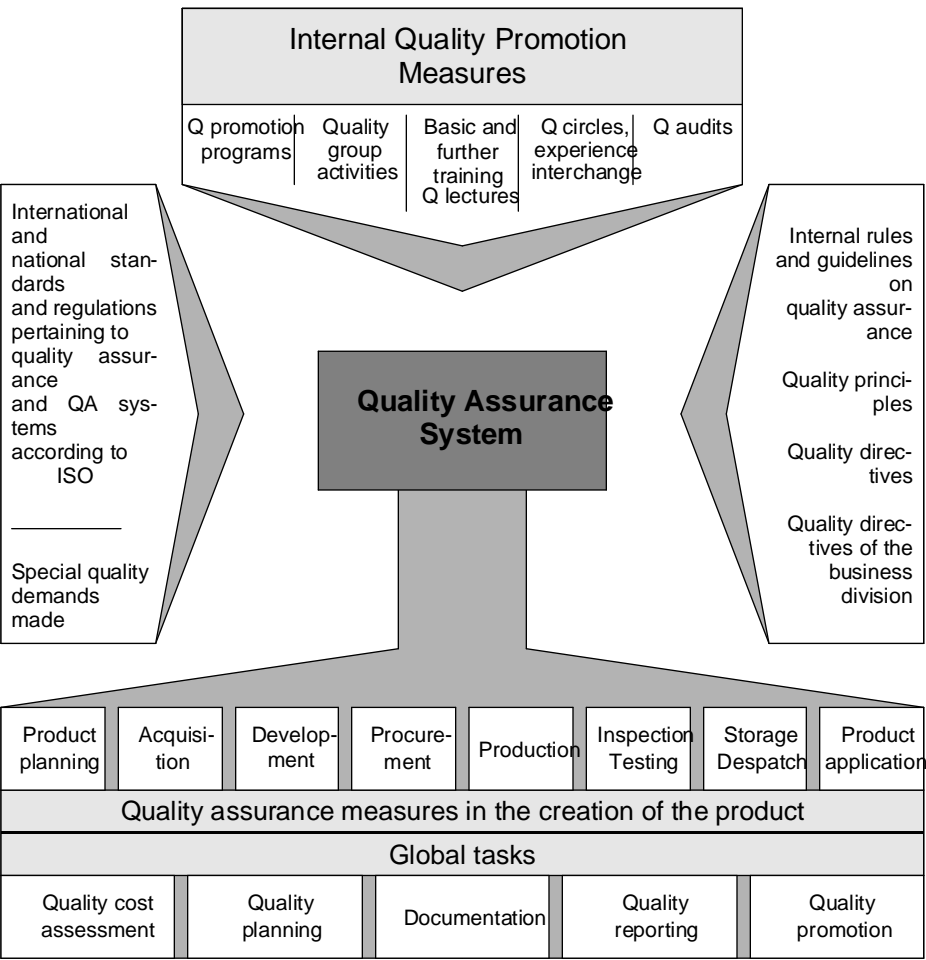 Internal Quality Promotion
Measures
Q promotion
programs
Quality
group
activities
Basic and
further
training
Q lectures
Q circles,
experience
interchange
Q audits
International
and
national stan-
dards
and regulations
pertaining to
quality assur-
ance
and QA sys-
tems
according to
ISO
Special quality
demands
made
Quality Assurance
System
Internal rules
and guidelines
on
quality assur-
ance
Quality princi-
ples
Quality direc-
tives
Quality direc-
tives of the
business
division
Product
planning
Acquisi-
tion
Develop-
ment
Procure-
ment
Production
Inspection
Testing
Storage
Despatch
Product
application
Quality assurance measures in the creation of the product
Global tasks
Quality cost
assessment
Quality
planning
Documentation
Quality
reporting
Quality
promotion